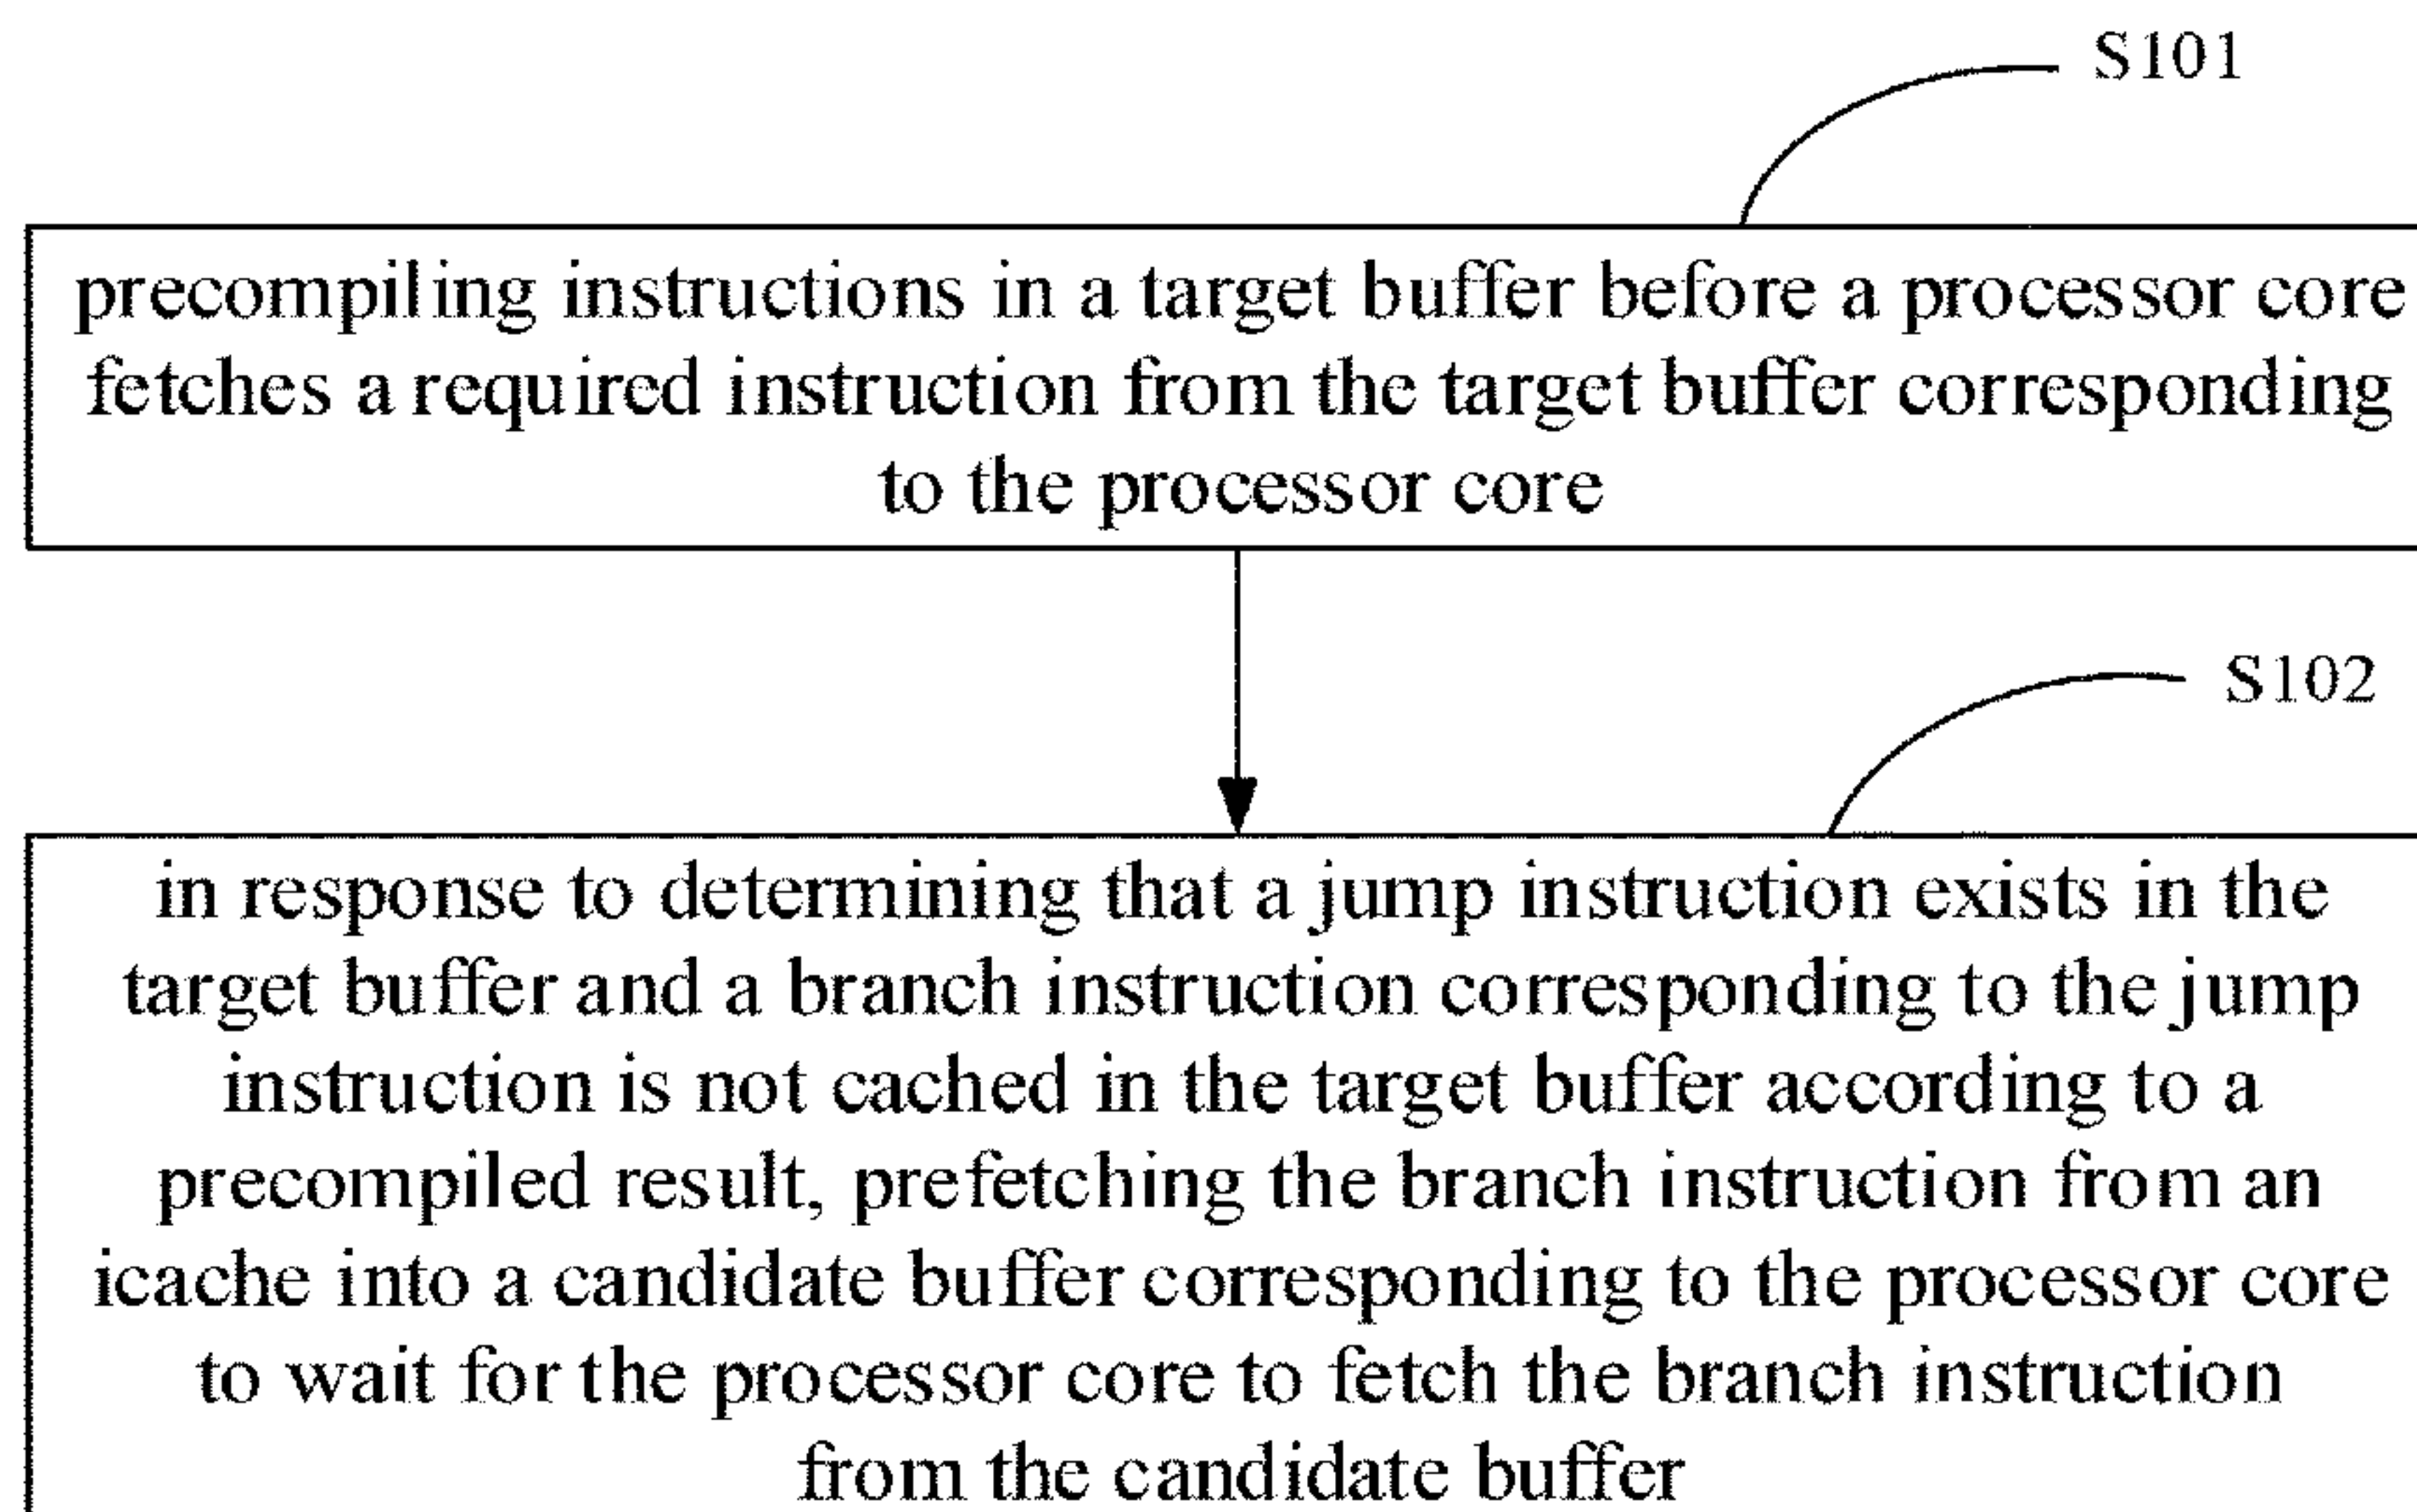 S101
precompiling instructions in a target buffer before a processor core
fetches a required instruction from the target buffer corresponding
to the processor core
S102
in response to determining that a jump instruction exists in the
target buffer and a branch instruction corresponding to the jump
instruction is not cached in the target buffer according to a
precompiled result, prefetching the branch instruction from an
icache into a candidate buffer corresponding to the processor core
to wait for the processor core to fetch the branch instruction
from the candidate buffer